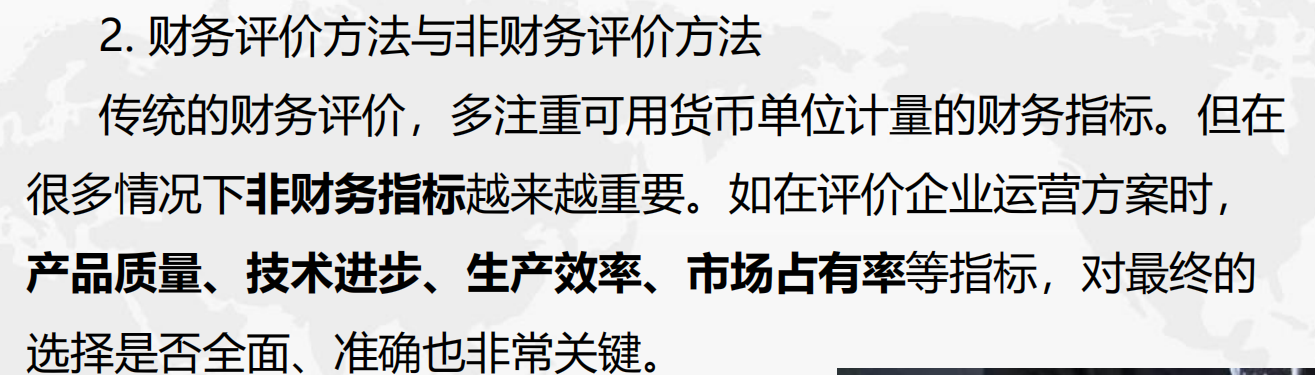 2. 财务评价方法与非财务评价方法
传统的财务评价，多注重可用货币单位计量的财务指标。但在
很多情况下非财务指标越来越重要。如在评价企业运营方案时，
产品质量、技术进步、生产效率、市场占有率等指标，对最终的
选择是否全面、准确也非常关键。